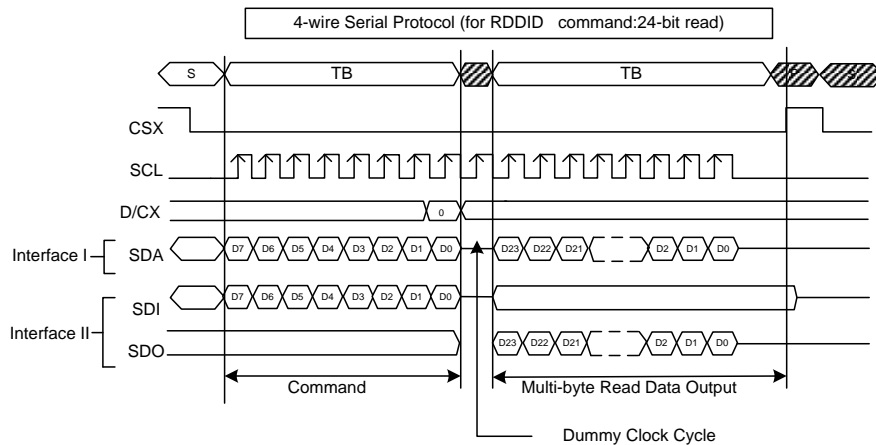 4-wire Serial Protocol (for RDDID command:24-bit read)
S TB TB P S
CSX
SCL
D/CX 0
Interface I SDA D7 D6 D5 D4 D3 D2 D1 D0 D23 D22 D21 D2 D1 D0
SDI D7 D6 D5 D4 D3 D2 D1 D0
Interface II
SDO D23 D22 D21 D2 D1 D0
Command Multi-byte Read Data Output
Dummy Clock Cycle